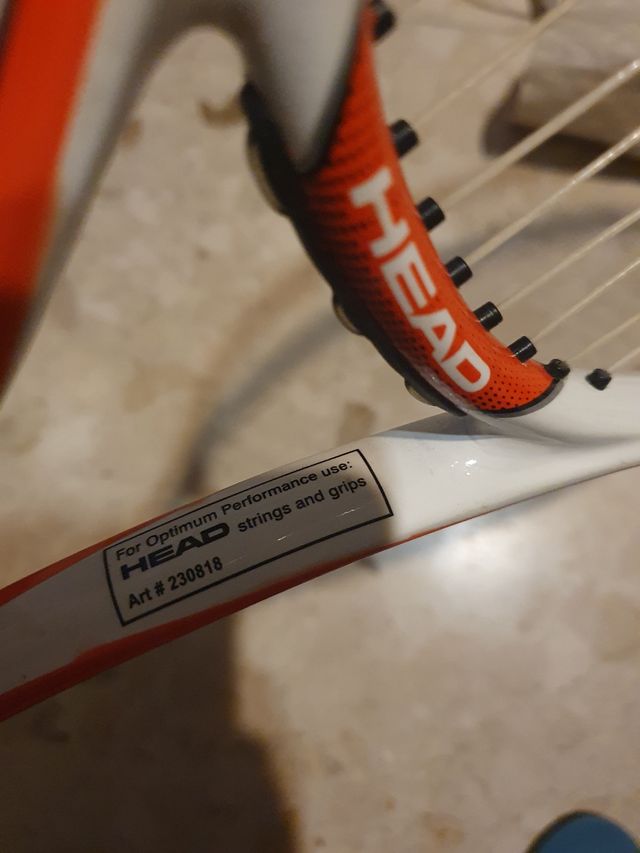 HEAD
For Optimum Performance use:
HEAD strings and grips
Art # 230818